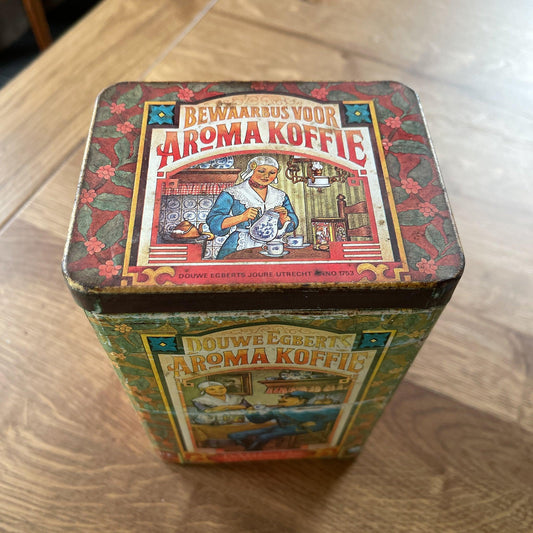 BEWAARBUS VOOR
AROMA KOFFIE
DOUWE EGBERTS JOURE UTRECHT ANNO 1753
DOUWE EGBERTS
AROMA KOFFIE